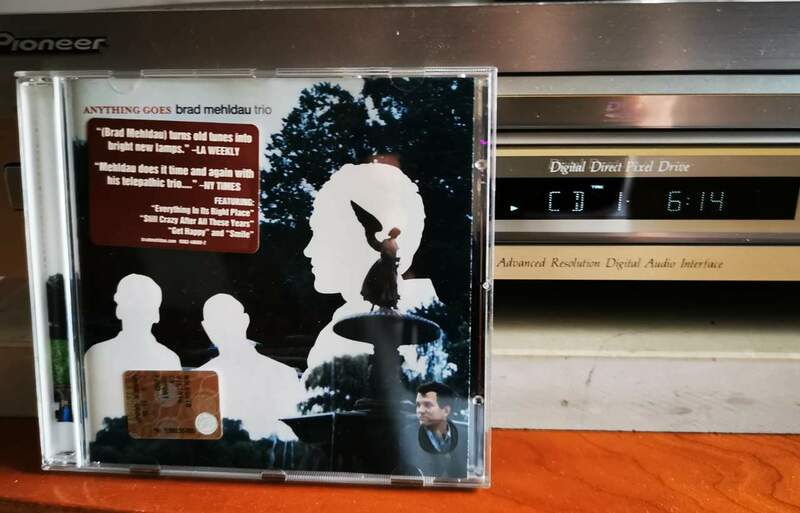 Pioneer
ANYTHING GOES brad mehldau trio
"(Brad Mehldau) turns old tunes into
bright new lamps." –LA WEEKLY
"Mehldau does it time and again with
his telepathic trio...." –NY TIMES
FEATURING:
"Everything In Its Right Place"
"Still Crazy After All These Years"
"Get Happy" and "Smile"
Digital Direct Pixel Drive
CD 1 6:14
Advanced Resolution Digital Audio Interface